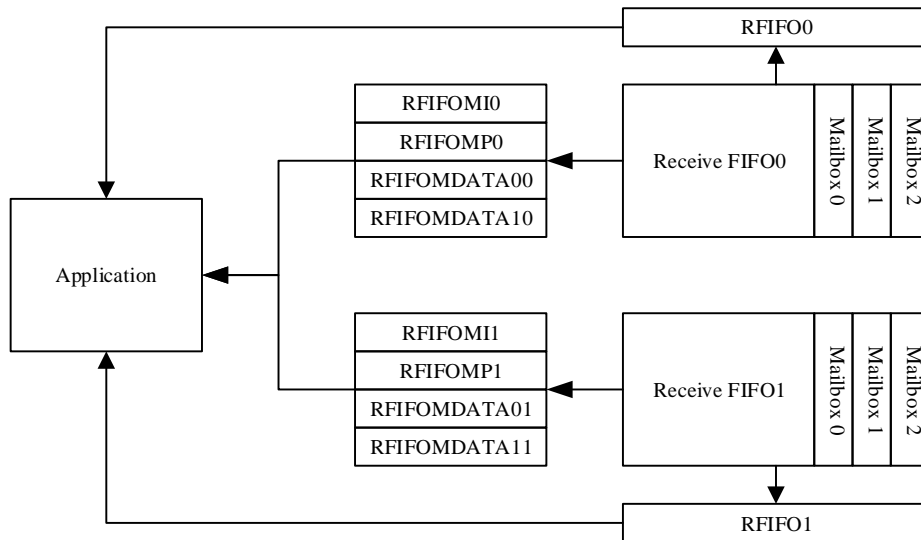 RFIFO0
RFIFOMI0
RFIFOMP0
RFIFOMDATA00
RFIFOMDATA10
Receive FIFO0
Mailbox 0
Mailbox 1
Mailbox 2
Application
RFIFOMI1
RFIFOMP1
RFIFOMDATA01
RFIFOMDATA11
Receive FIFO1
Mailbox 0
Mailbox 1
Mailbox 2
RFIFO1